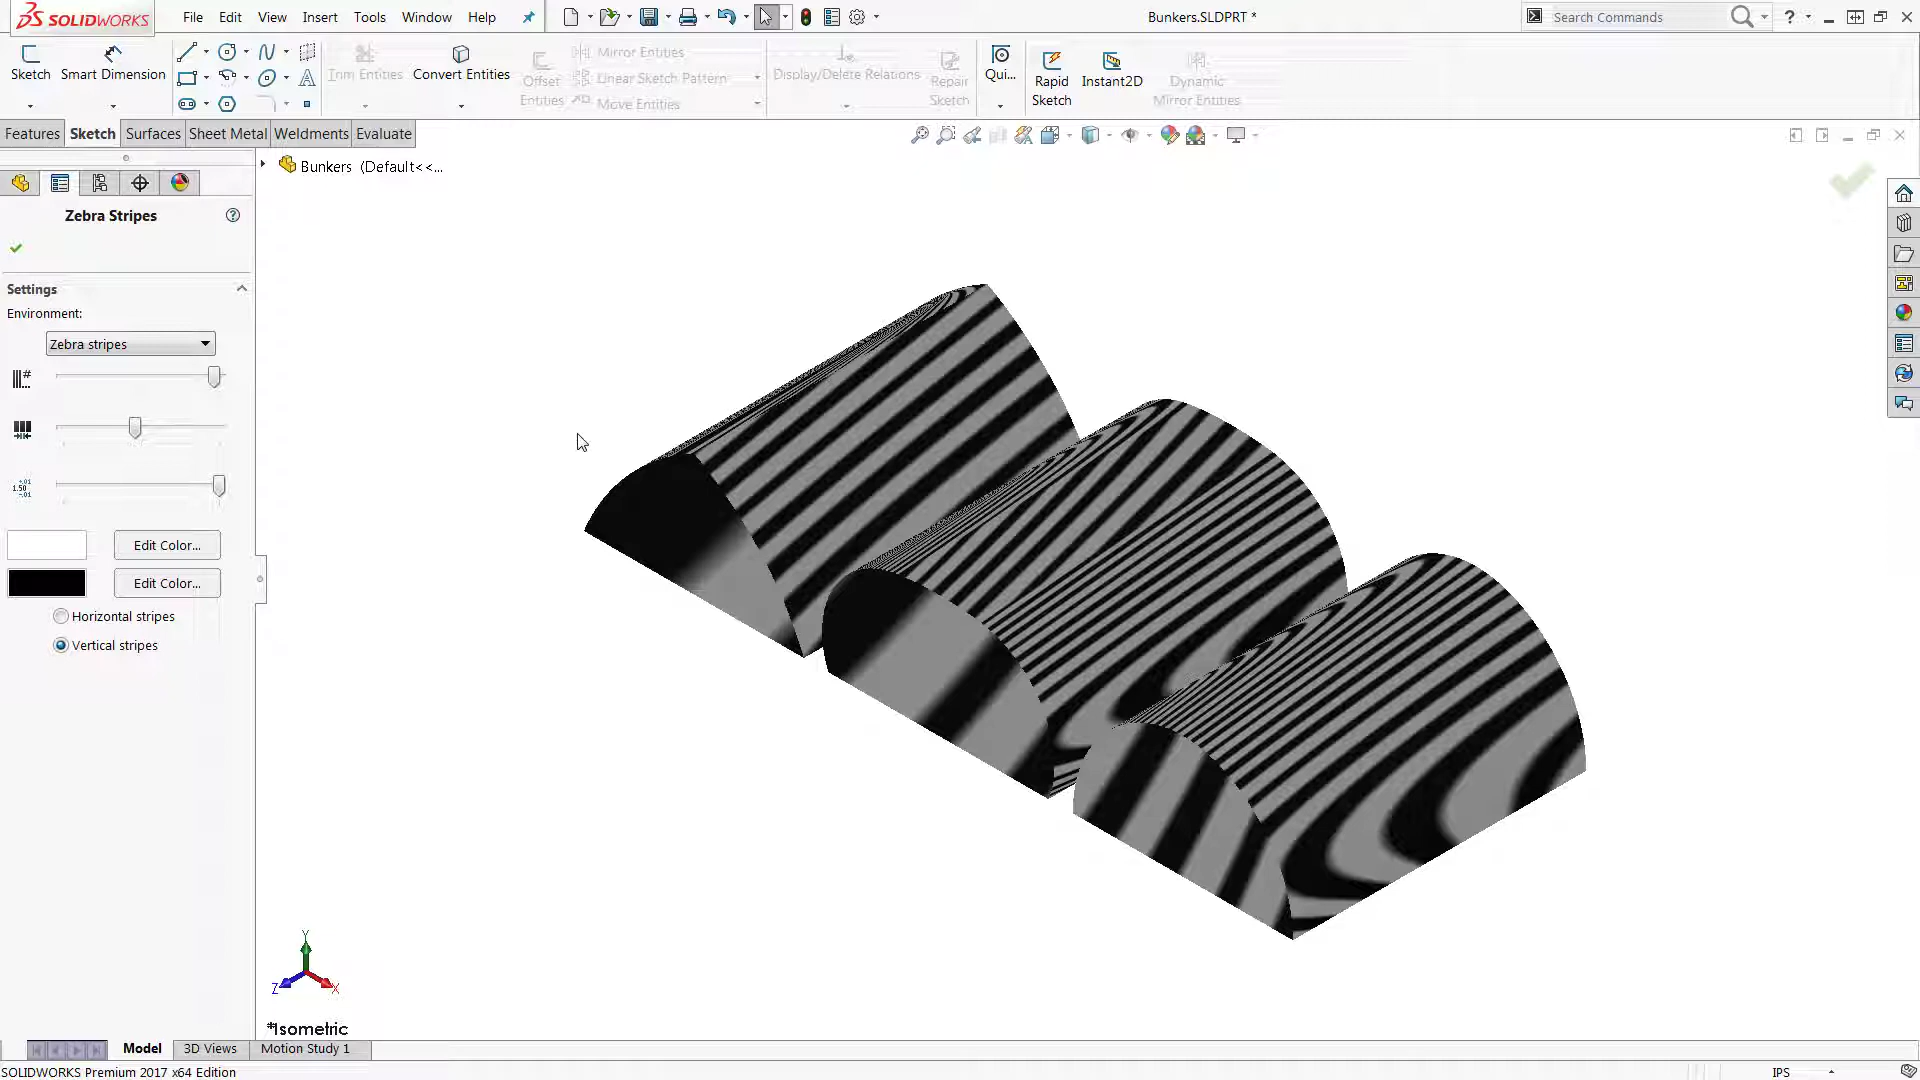 SOLIDWORKS File Edit View Insert Tools Window Help Bunkers.SLDPRT * Search Commands ?
Sketch Smart Dimension Trim Entities Convert Entities Offset Entities Mirror Entities Linear Sketch Pattern Move Entities Display/Delete Relations Repair Sketch Qui... Rapid Sketch Instant2D Dynamic Mirror Entities
Features Sketch Surfaces Sheet Metal Weldments Evaluate
Bunkers (Default<<...
Zebra Stripes ?
Settings
Environment:
Zebra stripes
#
1.50
Edit Color...
Edit Color...
Horizontal stripes
Vertical stripes
Y
Z X
*Isometric
Model 3D Views Motion Study 1
SOLIDWORKS Premium 2017 x64 Edition IPS